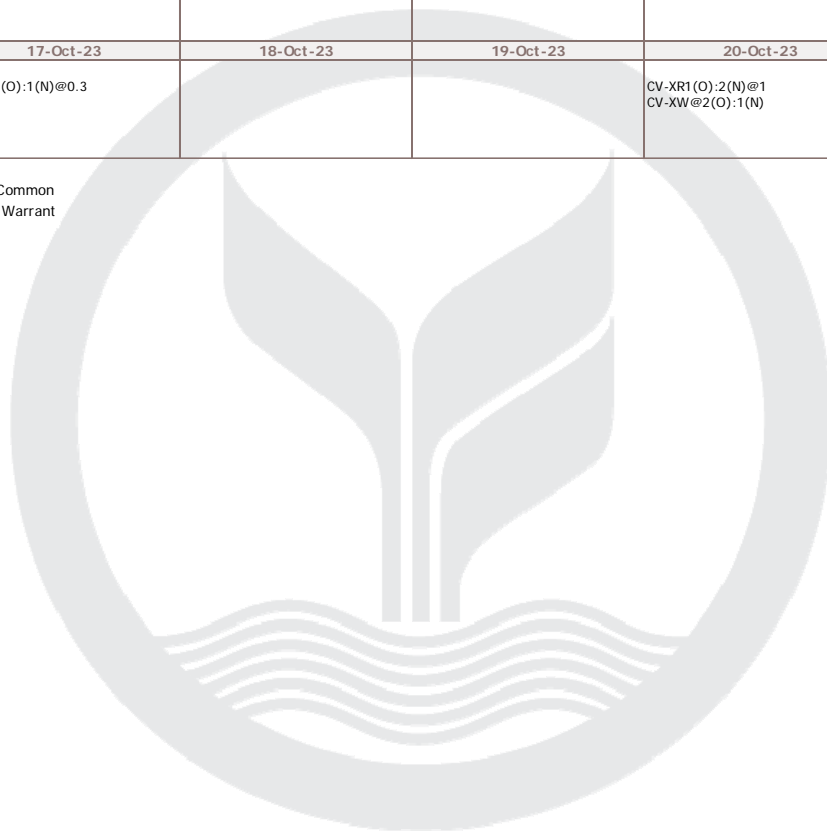 17-Oct-23 18-Oct-23 19-Oct-23 20-Oct-23
(O):1(N)@0.3 CV-XR1(O):2(N)@1
CV-XW@2(O):1(N)
Common
Warrant